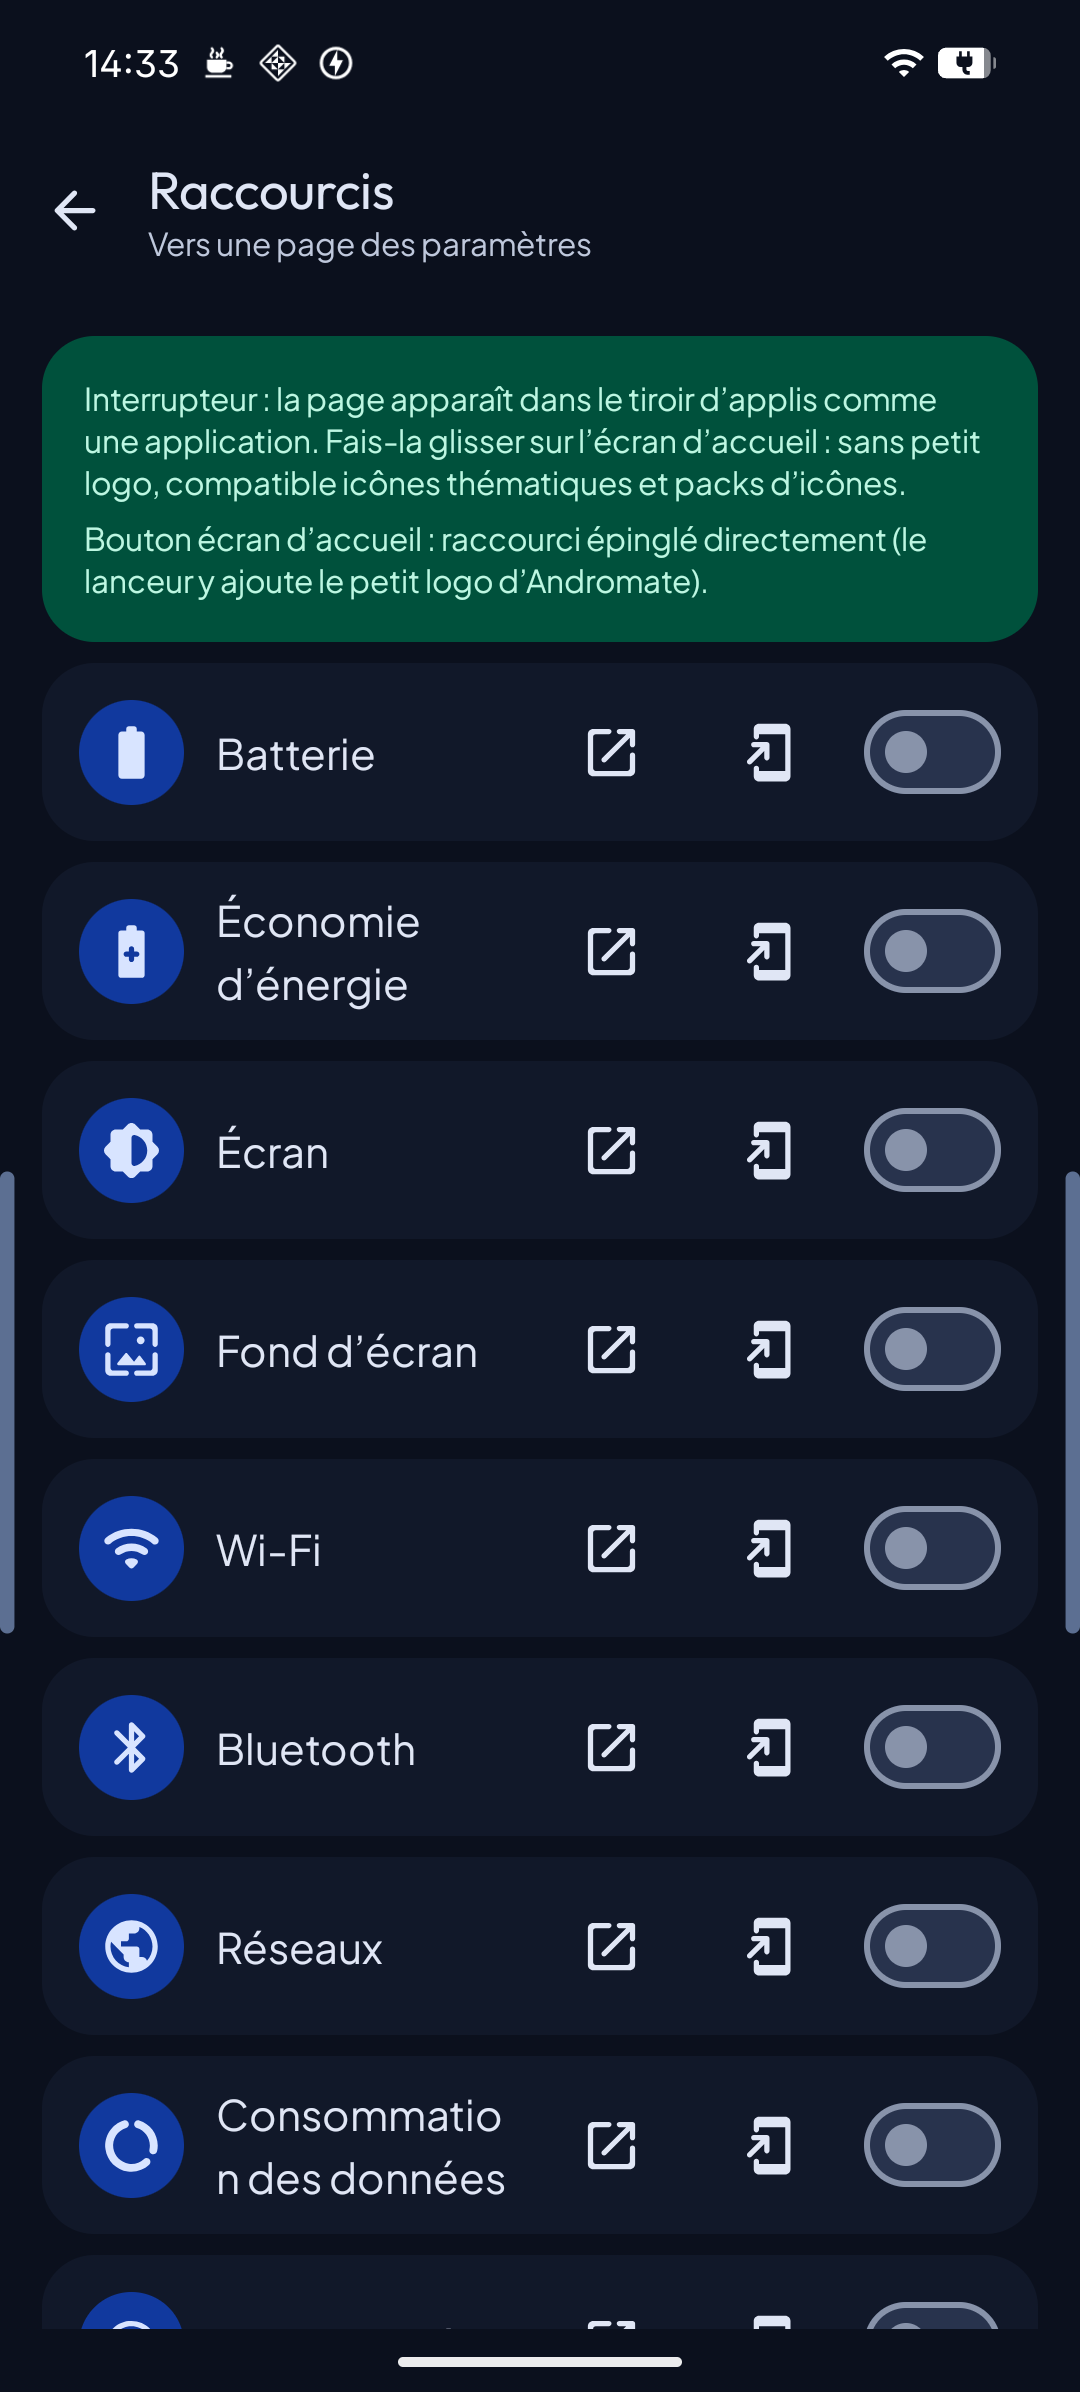 14:33
Raccourcis
Vers une page des paramètres
Interrupteur : la page apparaît dans le tiroir d’applis comme
une application. Fais-la glisser sur l’écran d’accueil : sans petit
logo, compatible icônes thématiques et packs d’icônes.
Bouton écran d’accueil : raccourci épinglé directement (le
lanceur y ajoute le petit logo d’Andromate).
Batterie
Économie
d’énergie
Écran
Fond d’écran
Wi-Fi
Bluetooth
Réseaux
Consommatio
n des données